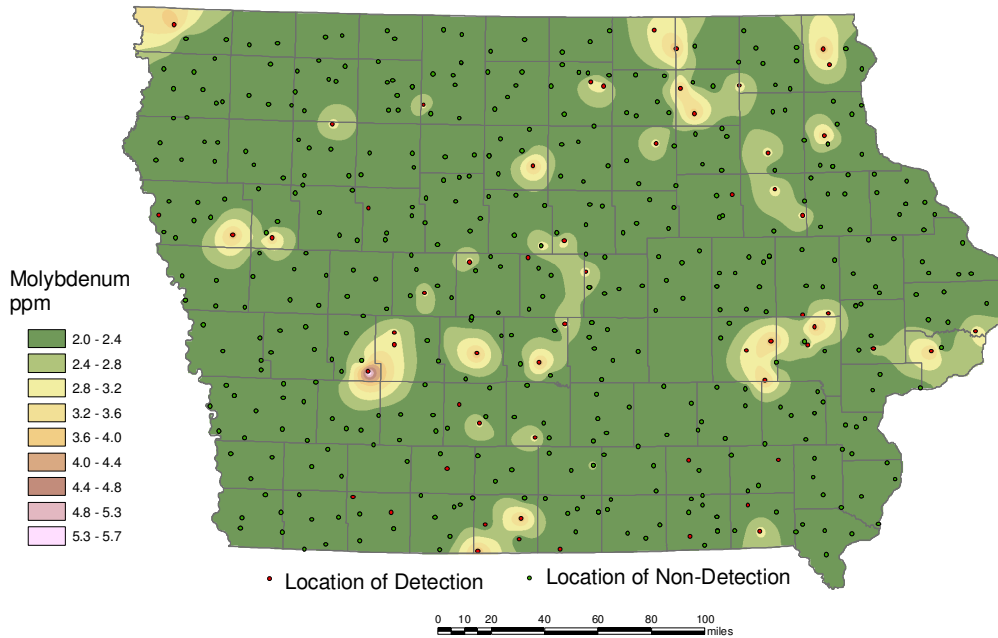 Molybdenum
ppm
2.0 - 2.4
2.4 - 2.8
2.8 - 3.2
3.2 - 3.6
3.6 - 4.0
4.0 - 4.4
4.4 - 4.8
4.8 - 5.3
5.3 - 5.7
Location of Detection
Location of Non-Detection
0 10 20 40 60 80 100
miles